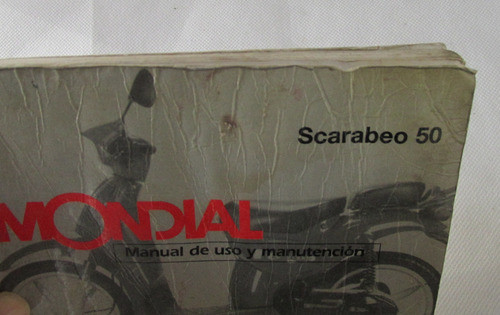 Scarabeo 50
MONDIAL
Manual de uso y manutención